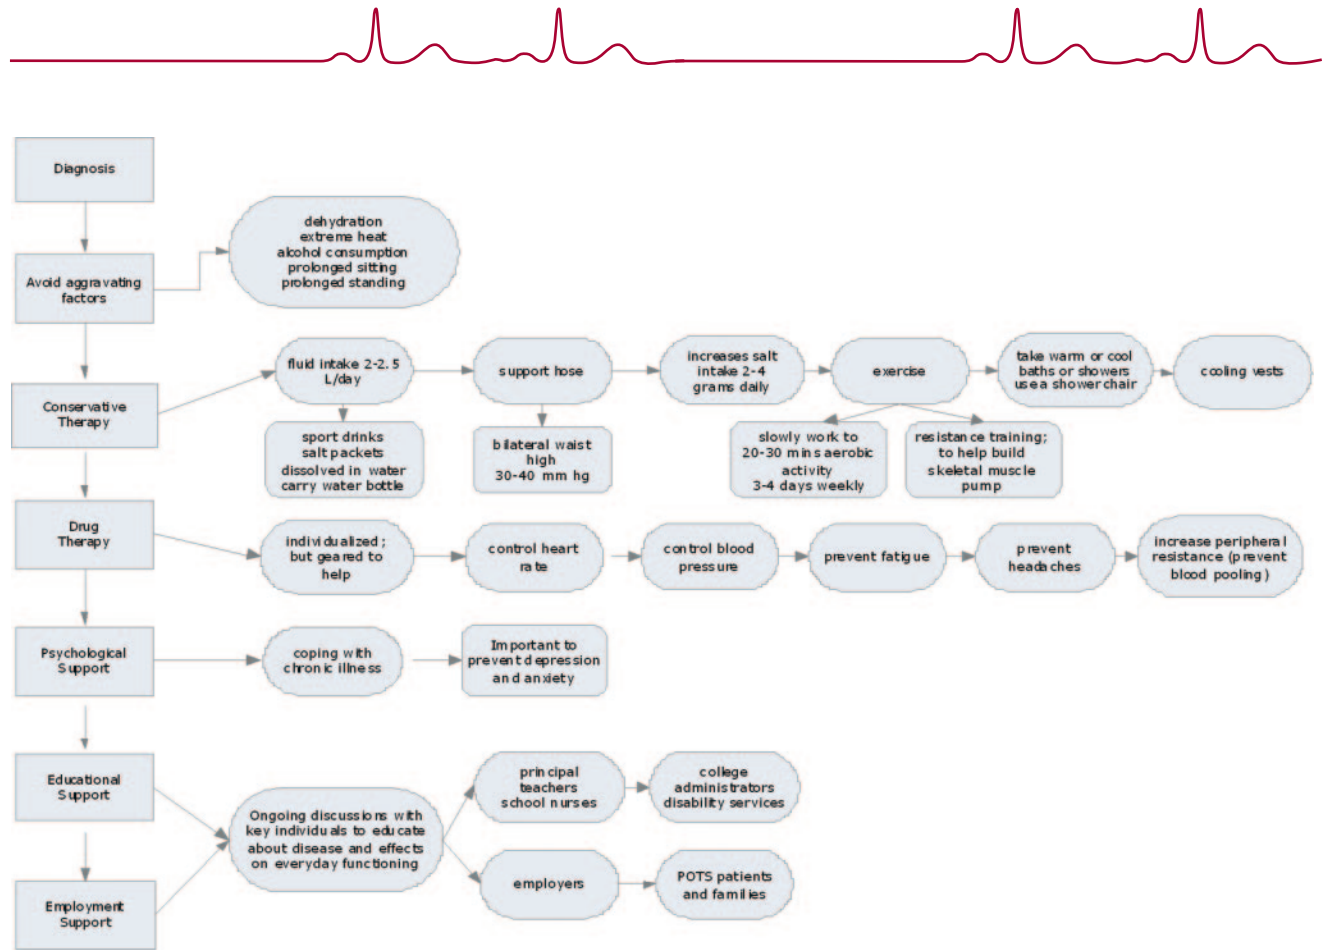 Diagnosis
dehydration
extreme heat
alcohol consumption
prolonged sitting
prolonged standing
Avoid aggravating
factors
fluid intake 2-2.5
L/day
support hose
increases salt
intake 2-4
grams daily
exercise
take warm or cool
baths or showers
use a shower chair
cooling vests
Conservative
Therapy
sport drinks
salt packets
dissolved in water
carry water bottle
bilateral waist
high
30-40 mm hg
slowly work to
20-30 mins aerobic
activity
3-4 days weekly
resistance training;
to help build
skeletal muscle
pump
Drug
Therapy
individualized;
but geared to
help
control heart
rate
control blood
pressure
prevent fatigue
prevent
headaches
increase peripheral
resistance (prevent
blood pooling)
Psychological
Support
coping with
chronic illness
Important to
prevent depression
and anxiety
Educational
Support
Ongoing discussions with
key individuals to educate
about disease and effects
on everyday functioning
principal
teachers
school nurses
college
administrators
disability services
employers
POTS patients
and families
Employment
Support